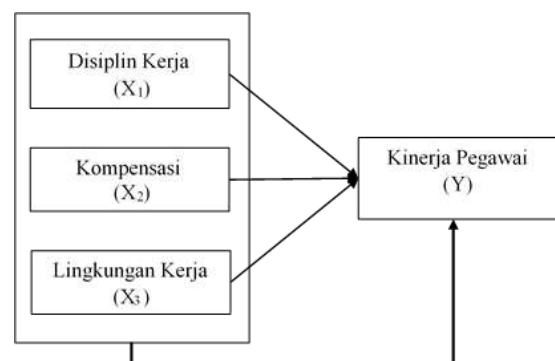 Disiplin Kerja
(X₁)
Kompensasi
(X₂)
Lingkungan Kerja
(X₃)
Kinerja Pegawai
(Y)